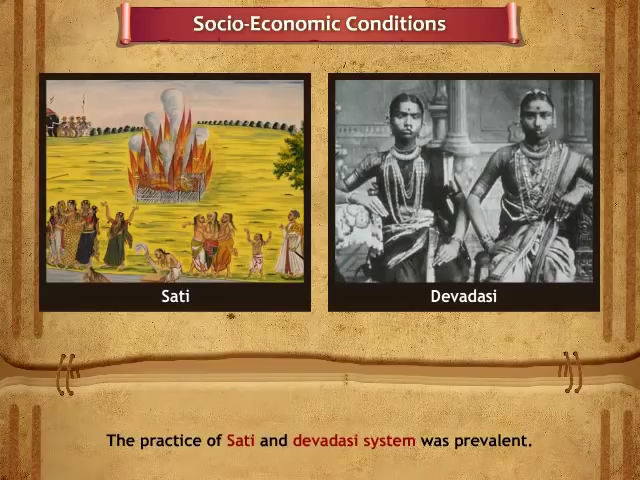 Socio-Economic Conditions
Sati
Devadasi
The practice of Sati and devadasi system was prevalent.